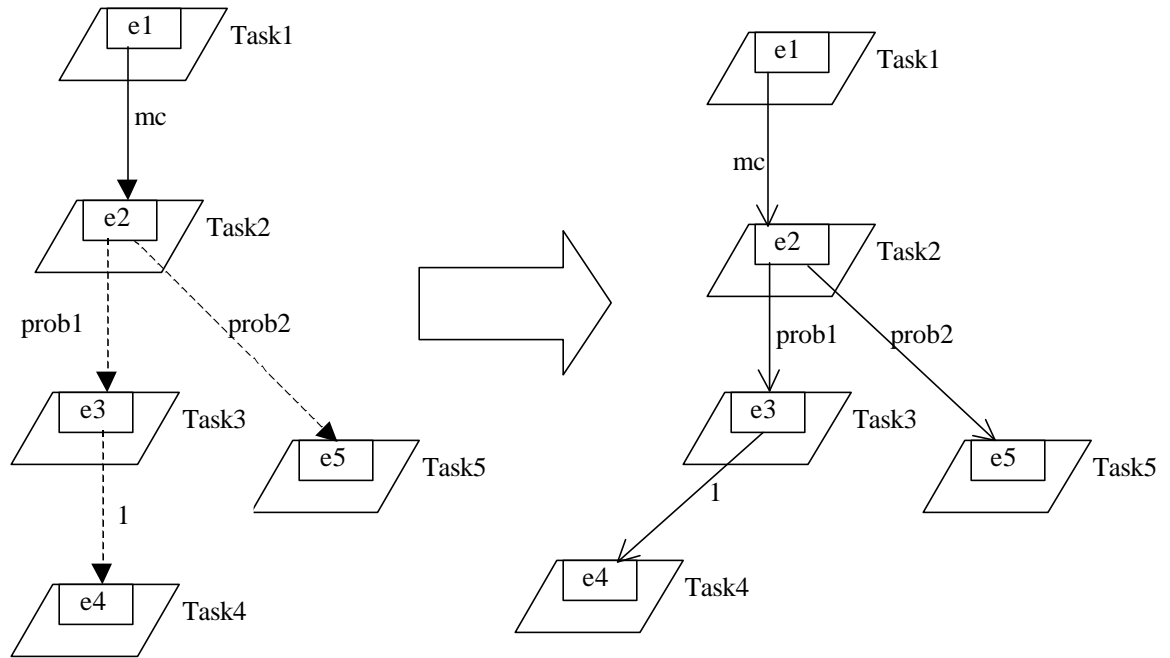 e1
Task1
mc
e2
Task2
prob1
prob2
e3
Task3
e5
Task5
1
e4
Task4
e1
Task1
mc
e2
Task2
prob1
prob2
e3
Task3
e5
Task5
1
e4
Task4